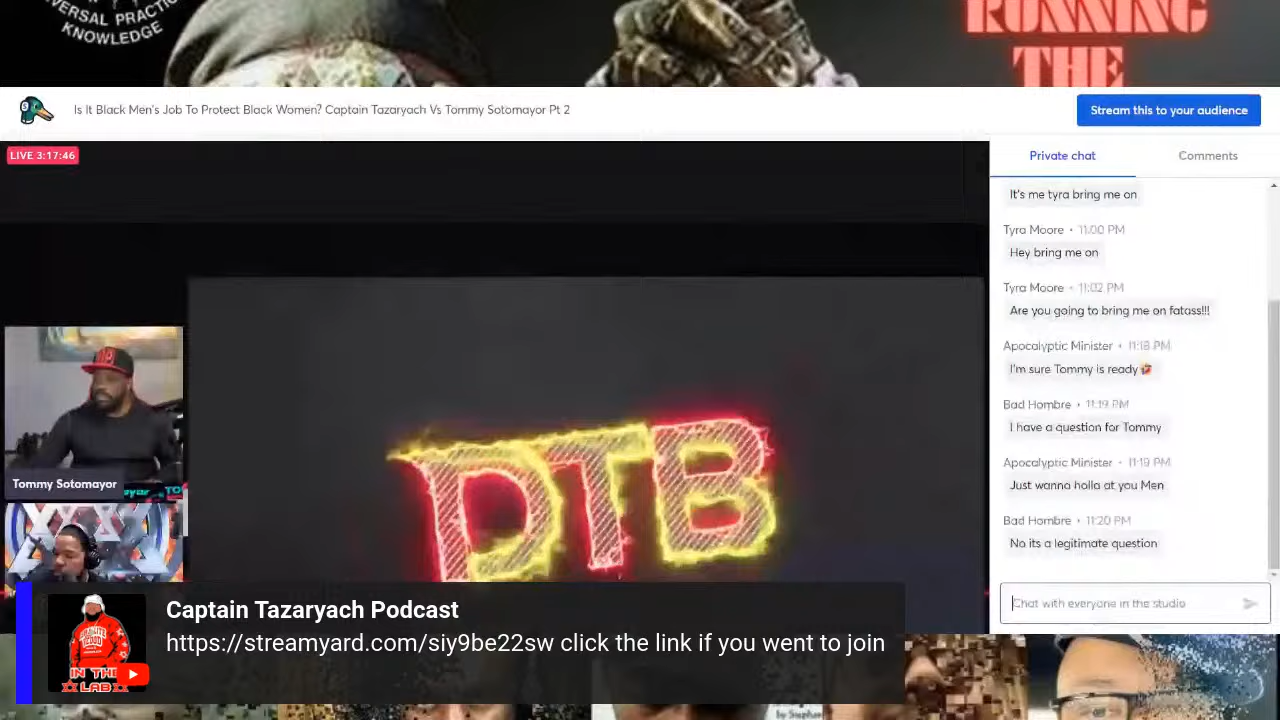 VERSAL PRACTIC
KNOWLEDGE
RUNNING
THE
Is It Black Men's Job To Protect Black Women? Captain Tazaryach Vs Tommy Sotomayor Pt 2
Stream this to your audience
LIVE 3:17:46
Private chat
Comments
It's me tyra bring me on
Tyra Moore • 11:00 PM
Hey bring me on
Tyra Moore • 11:02 PM
Are you going to bring me on fatass!!!
Apocalyptic Minister • 11:18 PM
I'm sure Tommy is ready🤣
Bad Hombre • 11:19 PM
I have a question for Tommy
Apocalyptic Minister • 11:19 PM
Just wanna holla at you Men
Bad Hombre • 11:20 PM
No its a legitimate question
Chat with everyone in the studio
Tommy Sotomayor
DTB
Captain Tazaryach Podcast
https://streamyard.com/siy9be22sw click the link if you went to join
IN THE
LAB